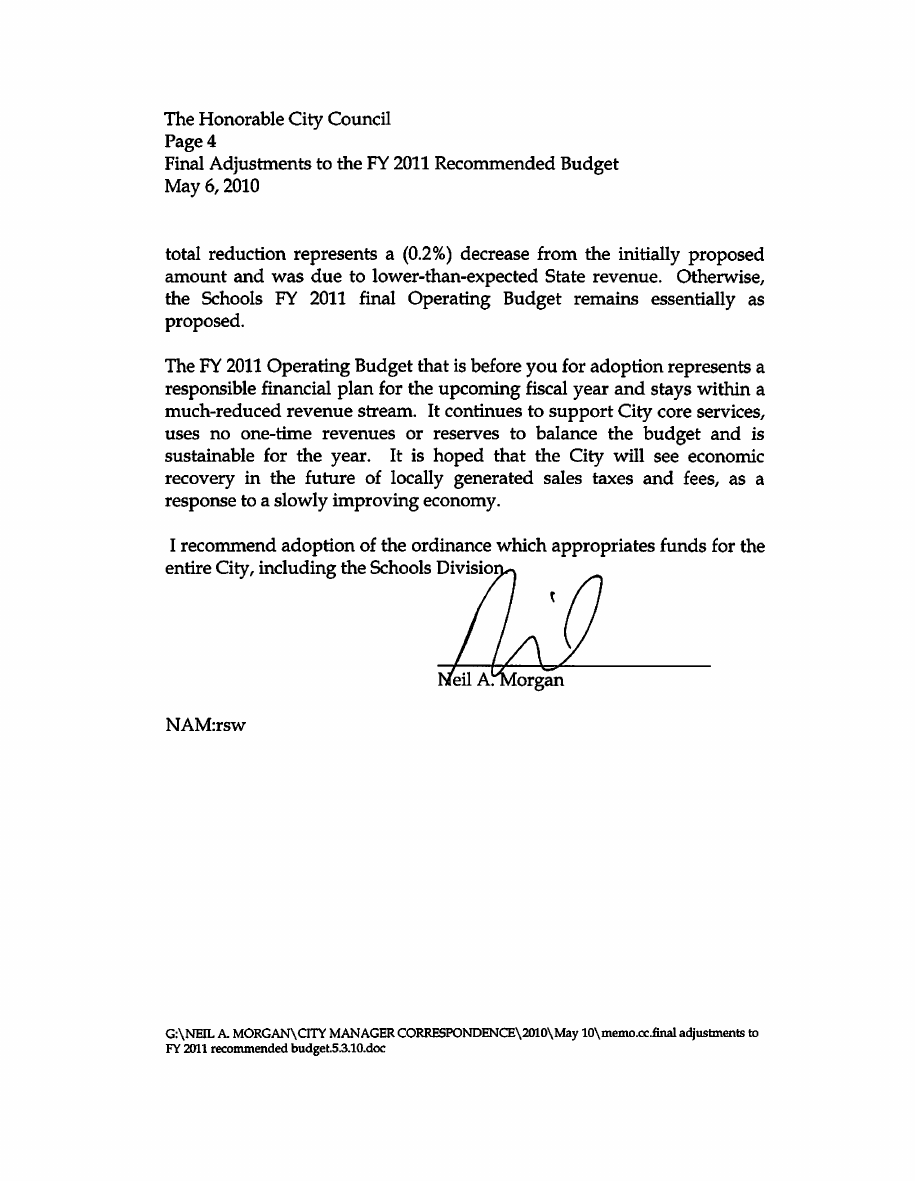 The Honorable City Council
Page 4
Final Adjustments to the FY 2011 Recommended Budget
May 6, 2010
total reduction represents a (0.2%) decrease from the initially proposed
amount and was due to lower-than-expected State revenue. Otherwise,
the Schools FY 2011 final Operating Budget remains essentially as
proposed.
The FY 2011 Operating Budget that is before you for adoption represents a
responsible financial plan for the upcoming fiscal year and stays within a
much-reduced revenue stream. It continues to support City core services,
uses no one-time revenues or reserves to balance the budget and is
sustainable for the year. It is hoped that the City will see economic
recovery in the future of locally generated sales taxes and fees, as a
response to a slowly improving economy.
I recommend adoption of the ordinance which appropriates funds for the
entire City, including the Schools Division.
Neil
Neil A. Morgan
NAM:rsw
G:\NEIL A. MORGAN\CITY MANAGER CORRESPONDENCE\2010\May 10\memo.cc.final adjustments to
FY 2011 recommended budget.5.3.10.doc